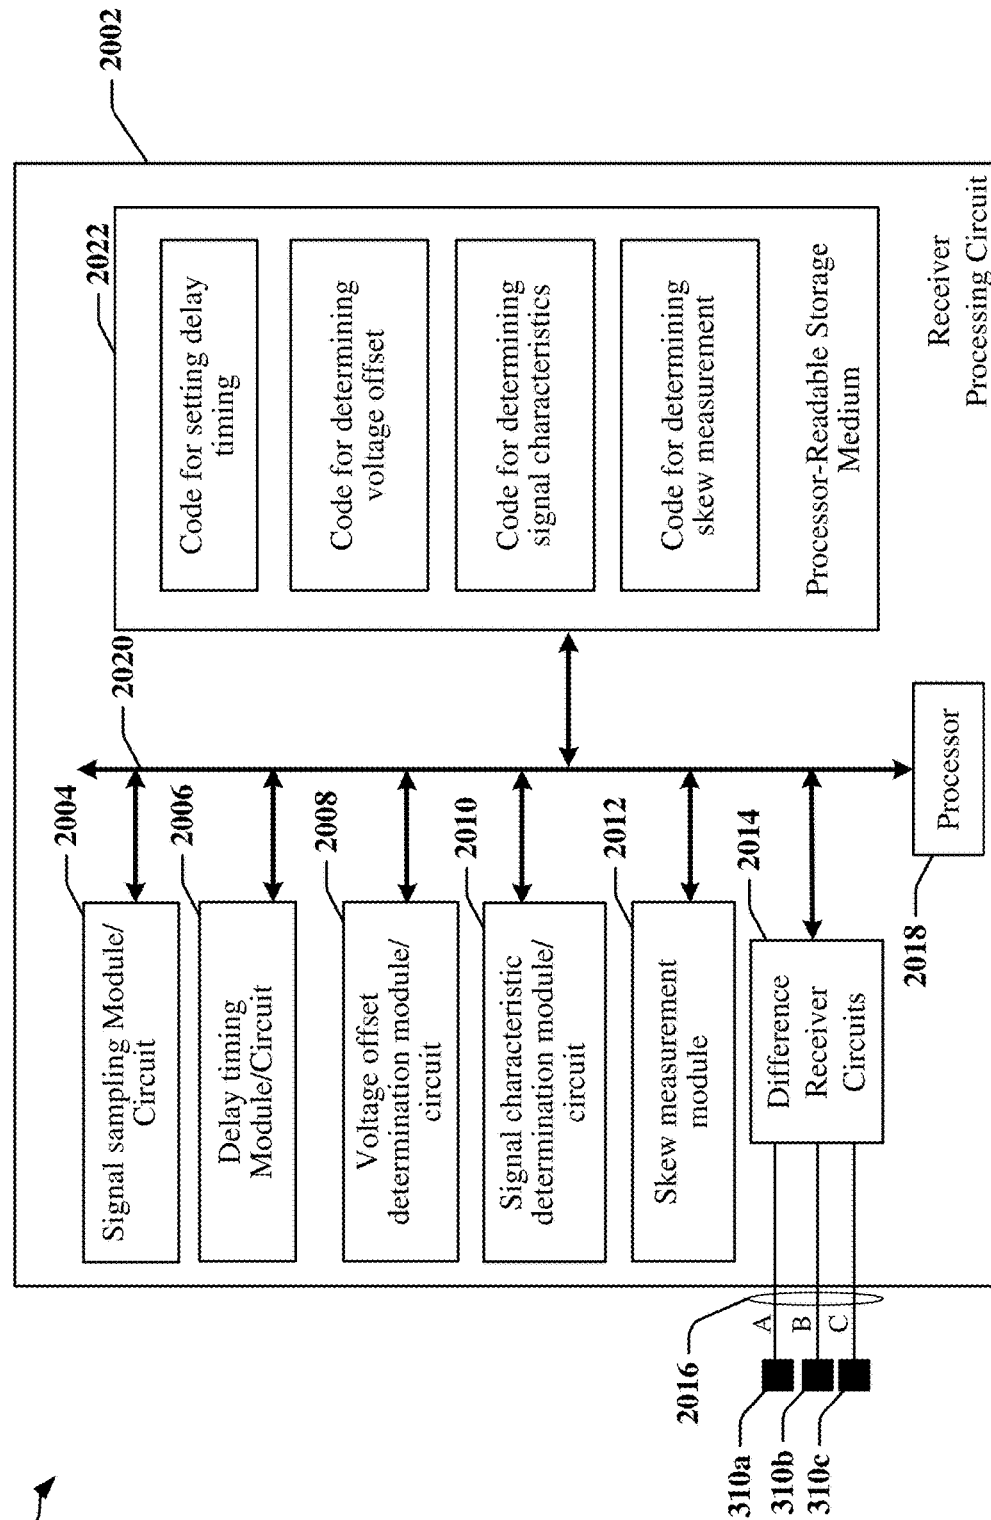 2002
2022
Code for setting delay
timing
Code for determining
voltage offset
Code for determining
signal characteristics
Code for determining
skew measurement
Processor-Readable Storage
Medium
Receiver
Processing Circuit
2020
2004
Signal sampling Module/
Circuit
2006
Delay timing
Module/Circuit
2008
Voltage offset
determination module/
circuit
2010
Signal characteristic
determination module/
circuit
2012
Skew measurement
module
2014
Difference
Receiver
Circuits
Processor
2018
2016
A
B
C
310a
310b
310c